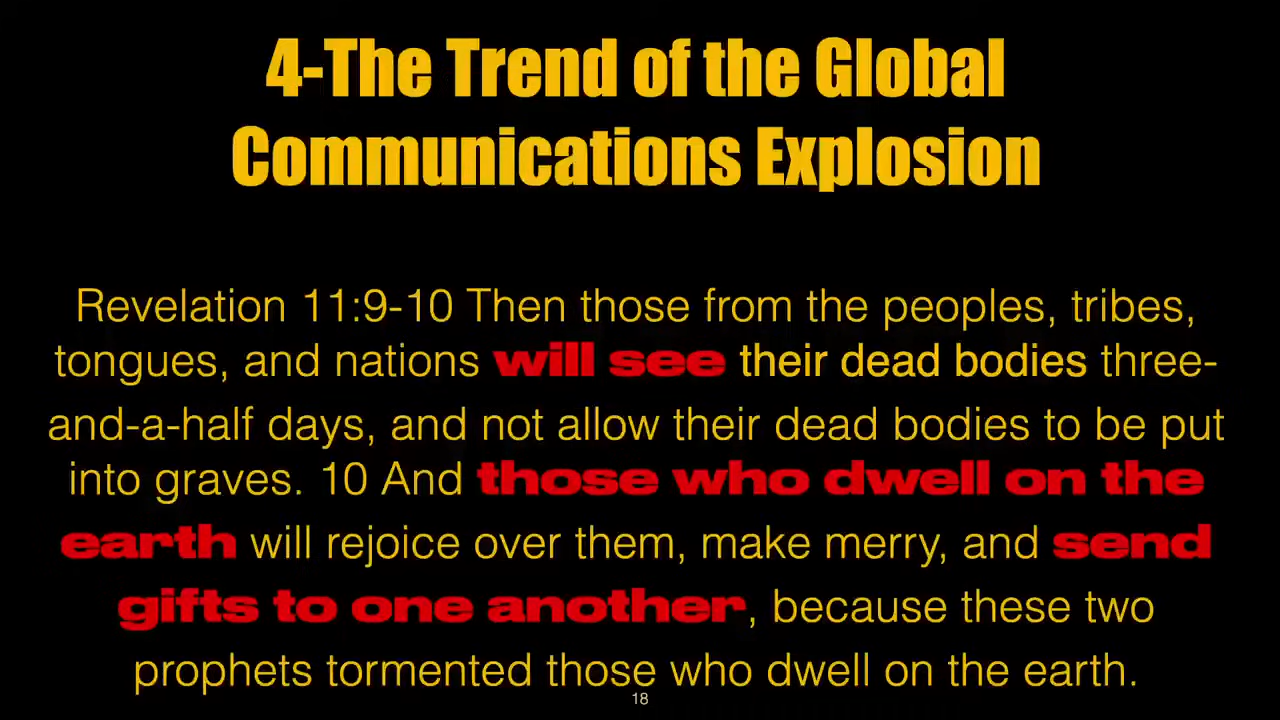 4-The Trend of the Global
Communications Explosion
Revelation 11:9-10 Then those from the peoples, tribes,
tongues, and nations will see their dead bodies three-
and-a-half days, and not allow their dead bodies to be put
into graves. 10 And those who dwell on the
earth will rejoice over them, make merry, and send
gifts to one another, because these two
prophets tormented those who dwell on the earth.
18